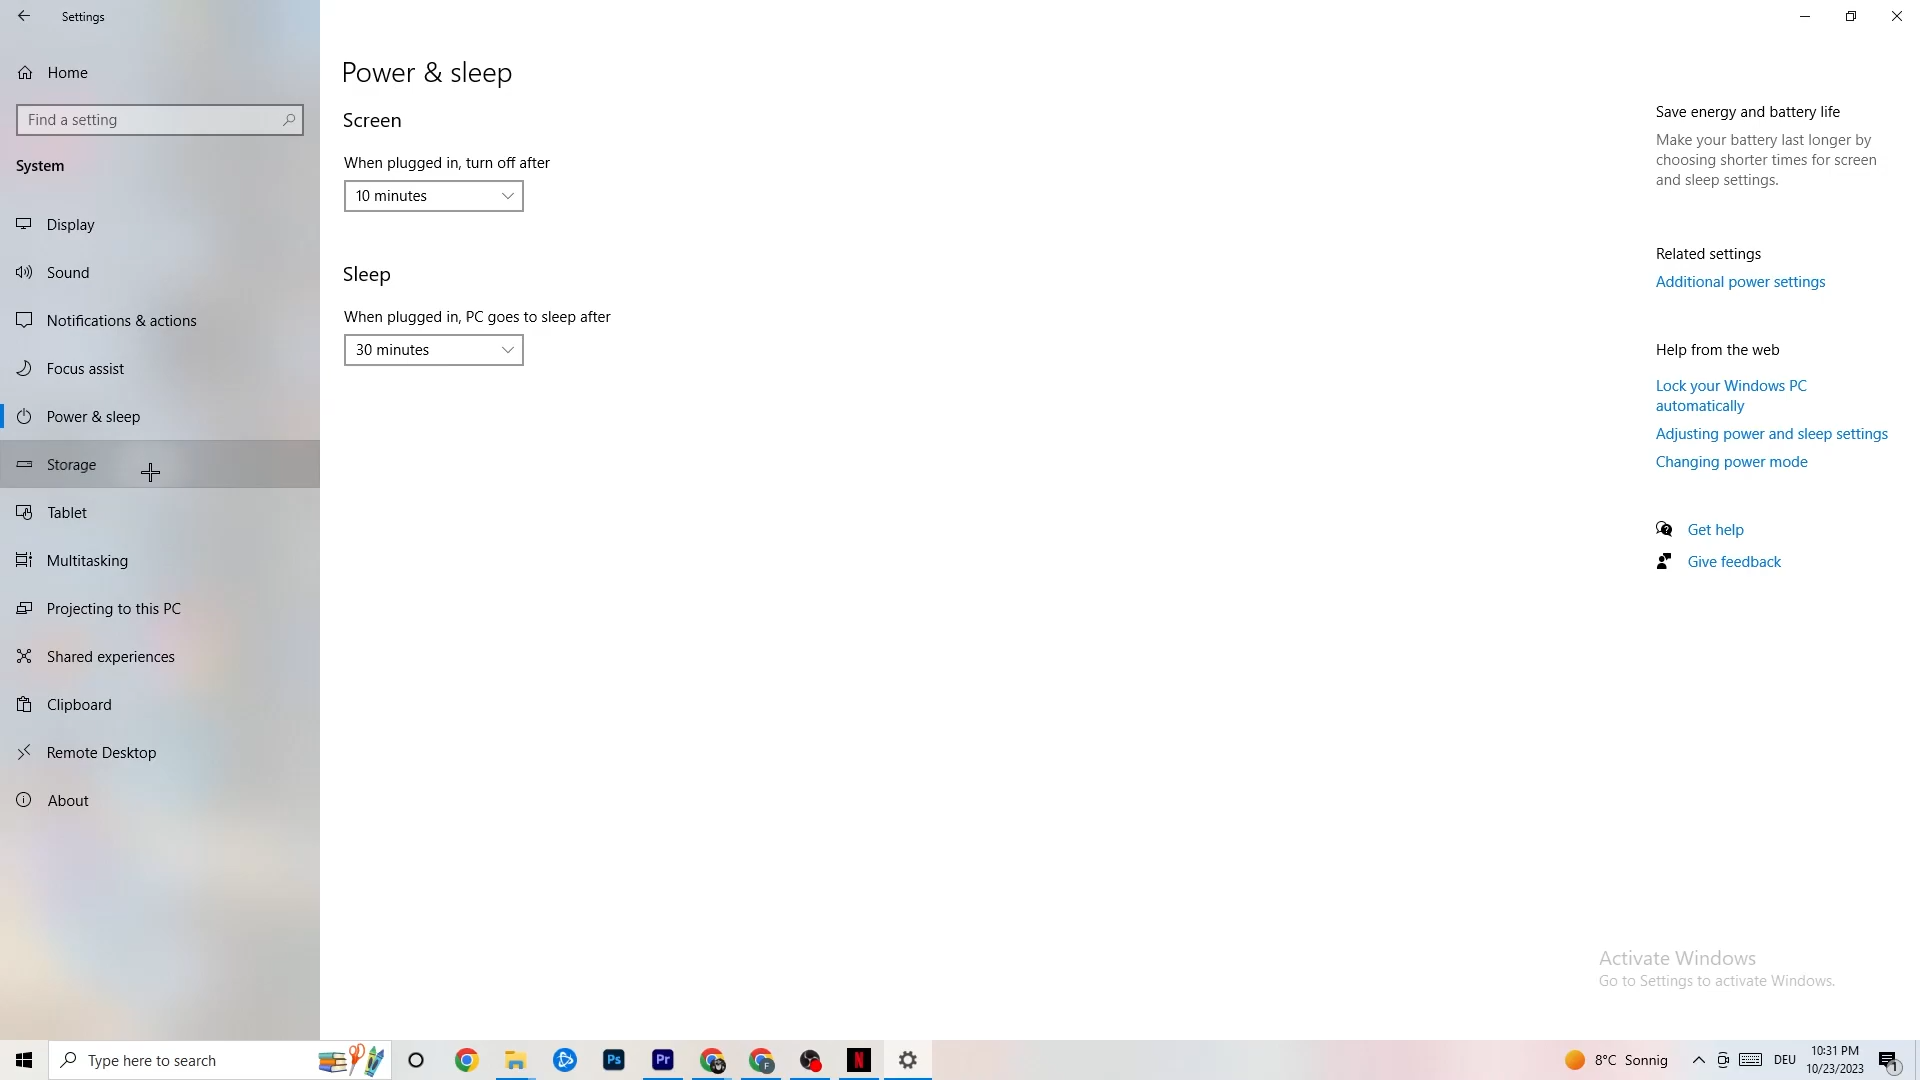 Settings
Home
Find a setting
System
Display
Sound
Notifications & actions
Focus assist
Power & sleep
Storage
Tablet
Multitasking
Projecting to this PC
Shared experiences
Clipboard
Remote Desktop
About
Power & sleep
Screen
When plugged in, turn off after
10 minutes
Sleep
When plugged in, PC goes to sleep after
30 minutes
Save energy and battery life
Make your battery last longer by
choosing shorter times for screen
and sleep settings.
Related settings
Additional power settings
Help from the web
Lock your Windows PC
automatically
Adjusting power and sleep settings
Changing power mode
Get help
Give feedback
Activate Windows
Go to Settings to activate Windows.
Type here to search
Ps
Pr
F
N
8°C Sonnig
DEU
10:31 PM
10/23/2023
1